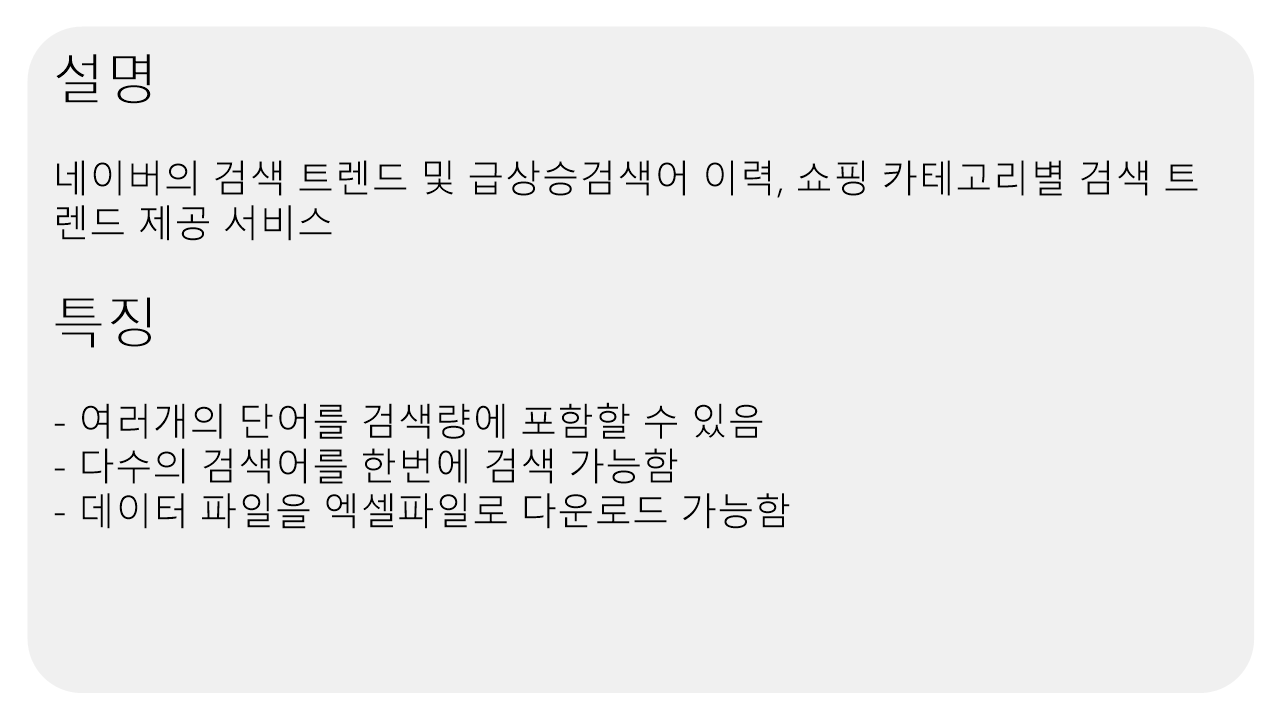 설명
네이버의 검색 트렌드 및 급상승검색어 이력, 쇼핑 카테고리별 검색 트
렌드 제공 서비스
특징
- 여러개의 단어를 검색량에 포함할 수 있음
- 다수의 검색어를 한번에 검색 가능함
- 데이터 파일을 엑셀파일로 다운로드 가능함